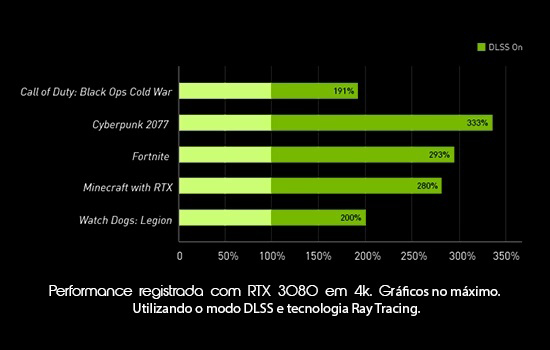 DLSS On
Call of Duty: Black Ops Cold War 191%
Cyberpunk 2077 333%
Fortnite 293%
Minecraft with RTX 280%
Watch Dogs: Legion 200%
0 50% 100% 150% 200% 250% 300% 350%
Performance registrada com RTX 3080 em 4k. Gráficos no máximo.
Utilizando o modo DLSS e tecnologia Ray Tracing.